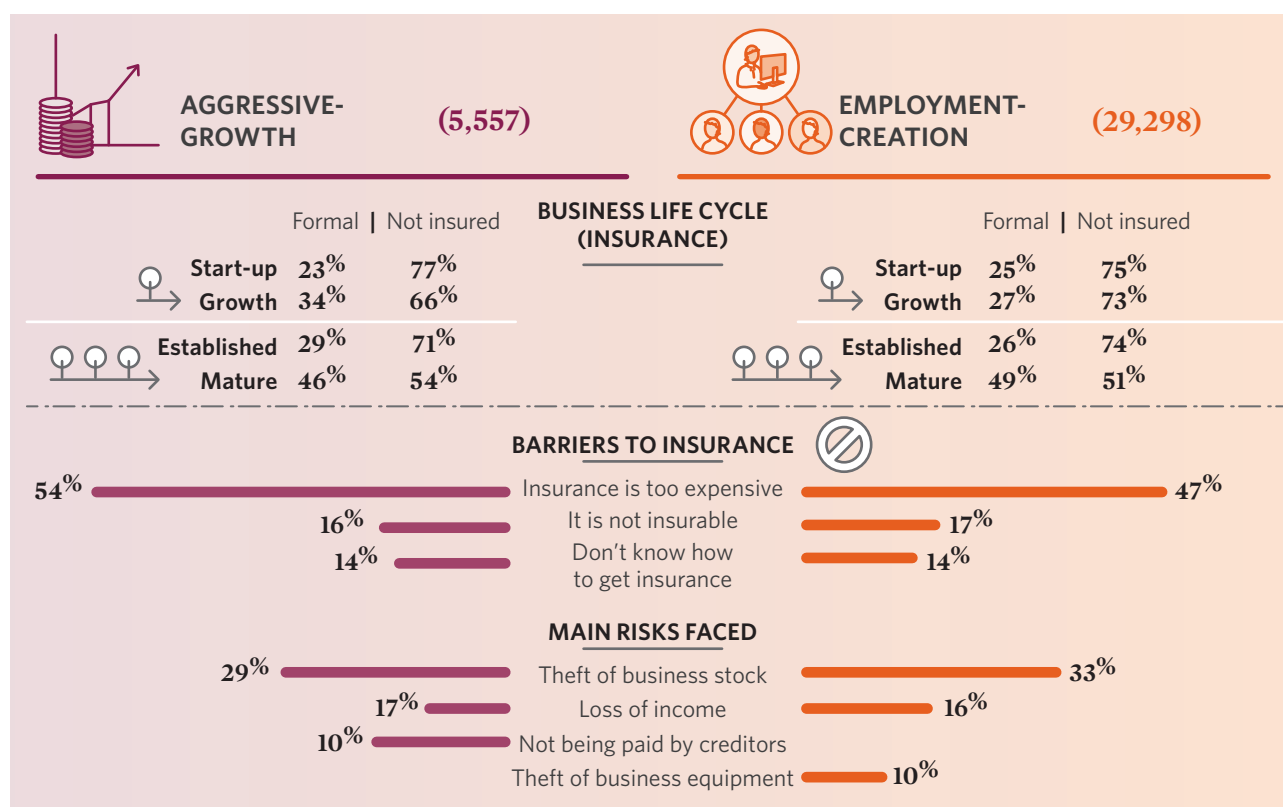 AGGRESSIVE-
GROWTH
(5,557)
EMPLOYMENT-
CREATION
(29,298)
BUSINESS LIFE CYCLE
(INSURANCE)
Formal | Not insured
Start-up 23% 77%
Growth 34% 66%
Established 29% 71%
Mature 46% 54%
Formal | Not insured
Start-up 25% 75%
Growth 27% 73%
Established 26% 74%
Mature 49% 51%
BARRIERS TO INSURANCE
54% Insurance is too expensive 47%
16% It is not insurable 17%
14% Don't know how 14%
to get insurance
MAIN RISKS FACED
29% Theft of business stock 33%
17% Loss of income 16%
10% Not being paid by creditors
Theft of business equipment 10%